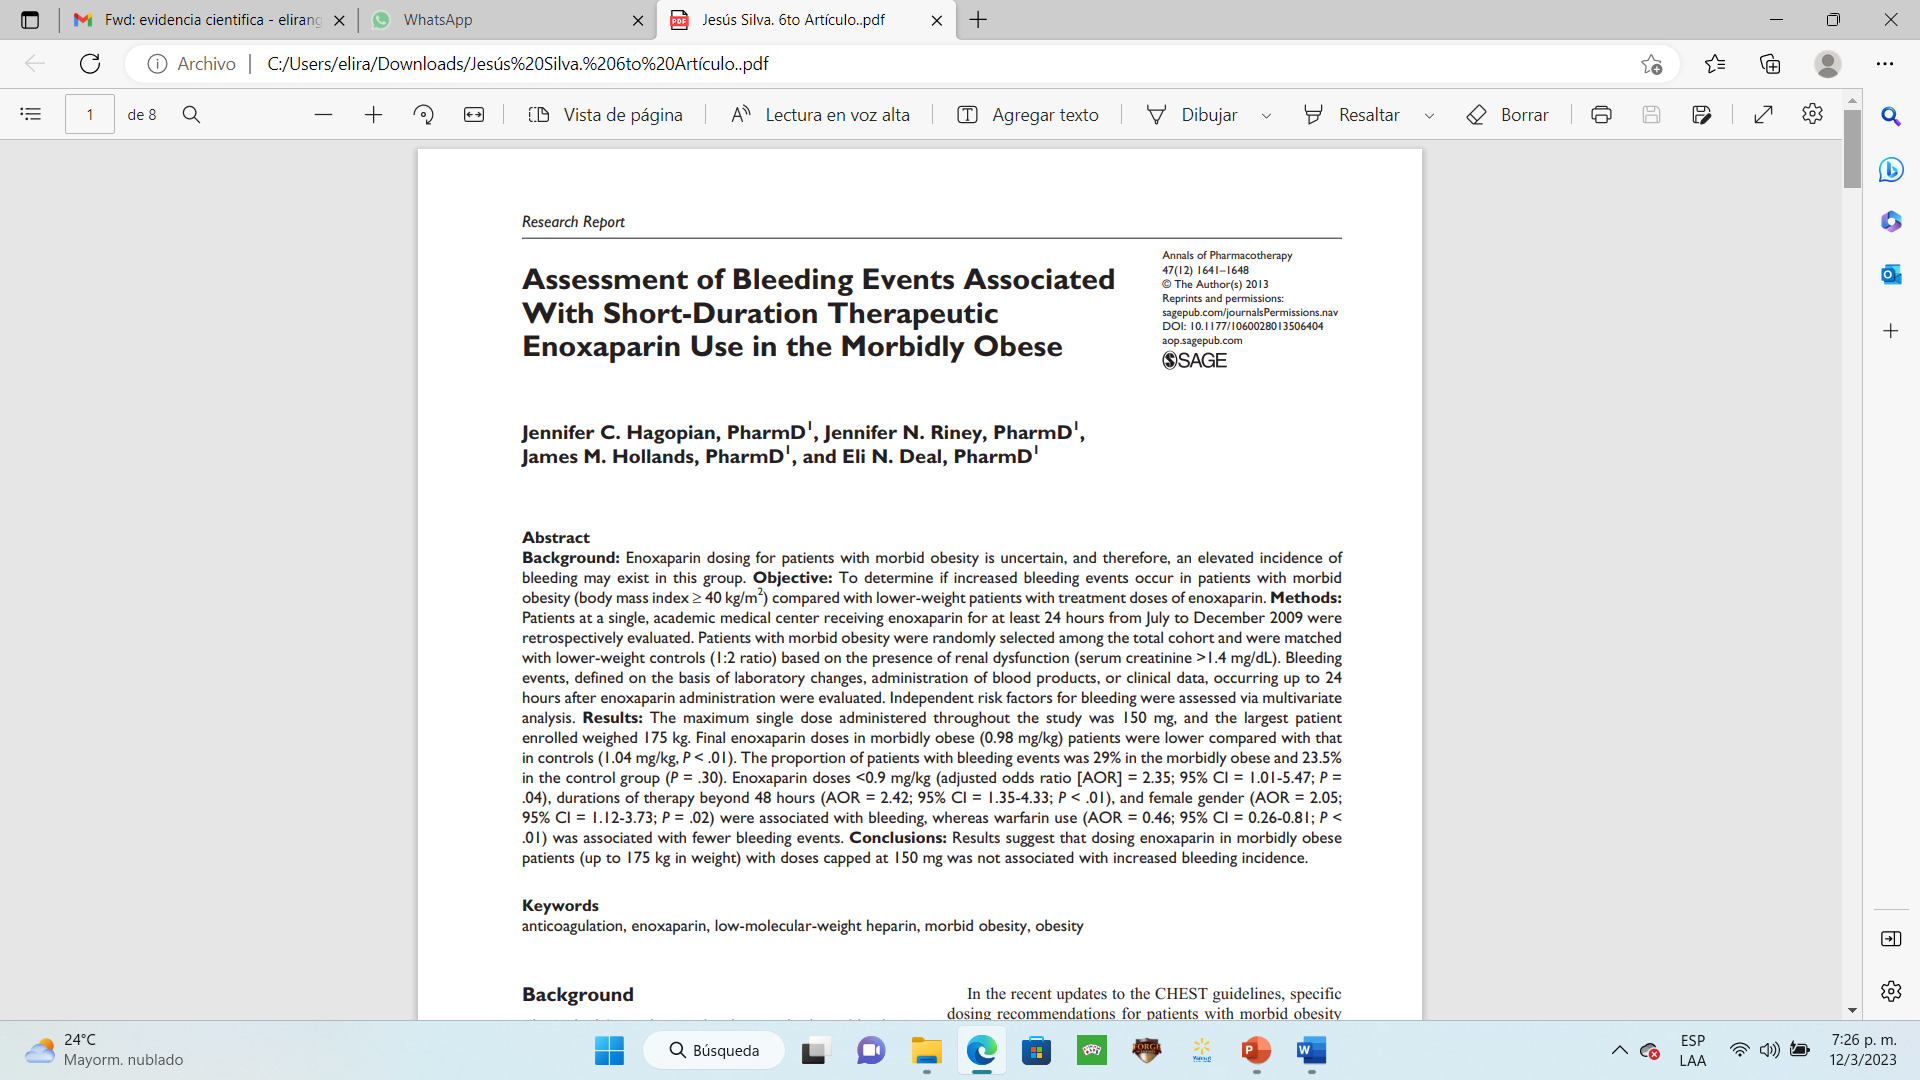 Fwd: evidencia cientifica - elirang
WhatsApp
Jesús Silva. 6to Artículo..pdf
Archivo
C:/Users/elira/Downloads/Jesús%20Silva.%206to%20Artículo..pdf
1 de 8
Vista de página
Lectura en voz alta
Agregar texto
Dibujar
Resaltar
Borrar
Research Report
Assessment of Bleeding Events Associated
With Short-Duration Therapeutic
Enoxaparin Use in the Morbidly Obese
Annals of Pharmacotherapy
47(12) 1641–1648
© The Author(s) 2013
Reprints and permissions:
sagepub.com/journalsPermissions.nav
DOI: 10.1177/1060028013506404
aop.sagepub.com
SAGE
Jennifer C. Hagopian, PharmD1, Jennifer N. Riney, PharmD1,
James M. Hollands, PharmD1, and Eli N. Deal, PharmD1
Abstract
Background: Enoxaparin dosing for patients with morbid obesity is uncertain, and therefore, an elevated incidence of
bleeding may exist in this group. Objective: To determine if increased bleeding events occur in patients with morbid
obesity (body mass index ≥ 40 kg/m2) compared with lower-weight patients with treatment doses of enoxaparin. Methods:
Patients at a single, academic medical center receiving enoxaparin for at least 24 hours from July to December 2009 were
retrospectively evaluated. Patients with morbid obesity were randomly selected among the total cohort and were matched
with lower-weight controls (1:2 ratio) based on the presence of renal dysfunction (serum creatinine >1.4 mg/dL). Bleeding
events, defined on the basis of laboratory changes, administration of blood products, or clinical data, occurring up to 24
hours after enoxaparin administration were evaluated. Independent risk factors for bleeding were assessed via multivariate
analysis. Results: The maximum single dose administered throughout the study was 150 mg, and the largest patient
enrolled weighed 175 kg. Final enoxaparin doses in morbidly obese (0.98 mg/kg) patients were lower compared with that
in controls (1.04 mg/kg, P < .01). The proportion of patients with bleeding events was 29% in the morbidly obese and 23.5%
in the control group (P = .30). Enoxaparin doses <0.9 mg/kg (adjusted odds ratio [AOR] = 2.35; 95% CI = 1.01-5.47; P =
.04), durations of therapy beyond 48 hours (AOR = 2.42; 95% CI = 1.35-4.33; P < .01), and female gender (AOR = 2.05;
95% CI = 1.12-3.73; P = .02) were associated with bleeding, whereas warfarin use (AOR = 0.46; 95% CI = 0.26-0.81; P <
.01) was associated with fewer bleeding events. Conclusions: Results suggest that dosing enoxaparin in morbidly obese
patients (up to 175 kg in weight) with doses capped at 150 mg was not associated with increased bleeding incidence.
Keywords
anticoagulation, enoxaparin, low-molecular-weight heparin, morbid obesity, obesity
Background
In the recent updates to the CHEST guidelines, specific
dosing recommendations for patients with morbid obesity
24°C
Mayorm. nublado
Búsqueda
ESP
LAA
7:26 p. m.
12/3/2023